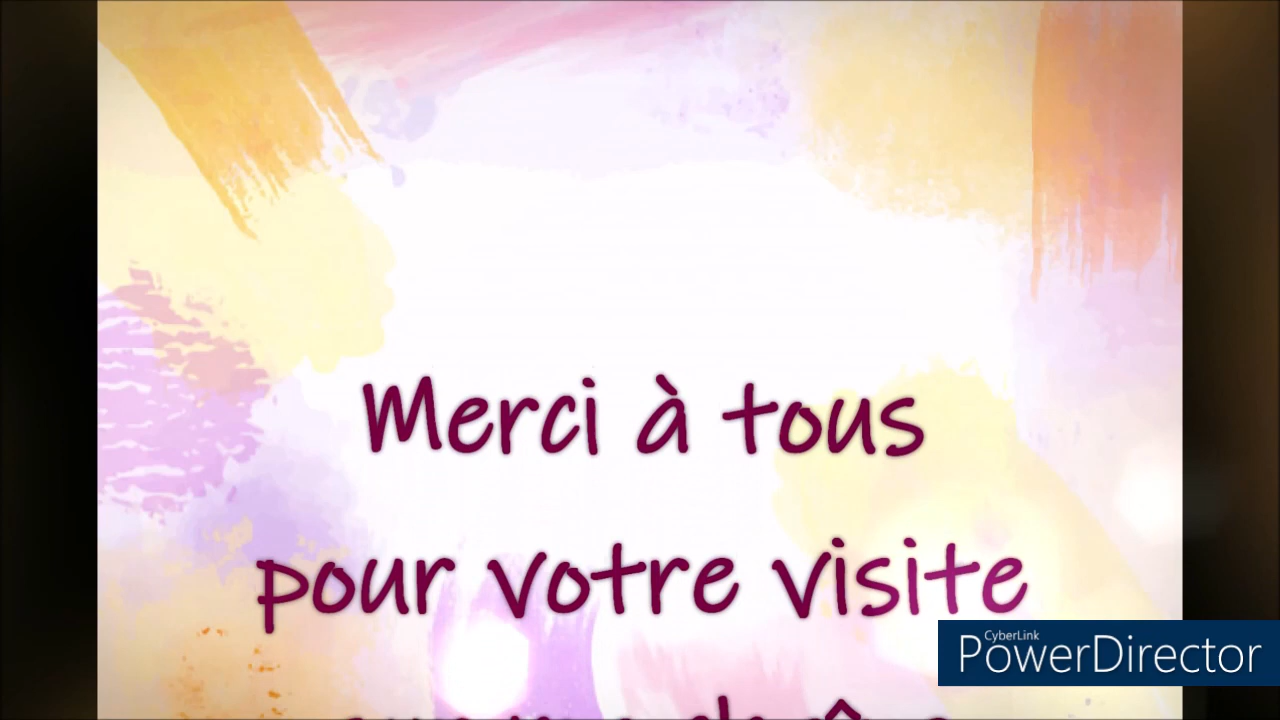 Merci à tous
pour votre visite
CyberLink
PowerDirector